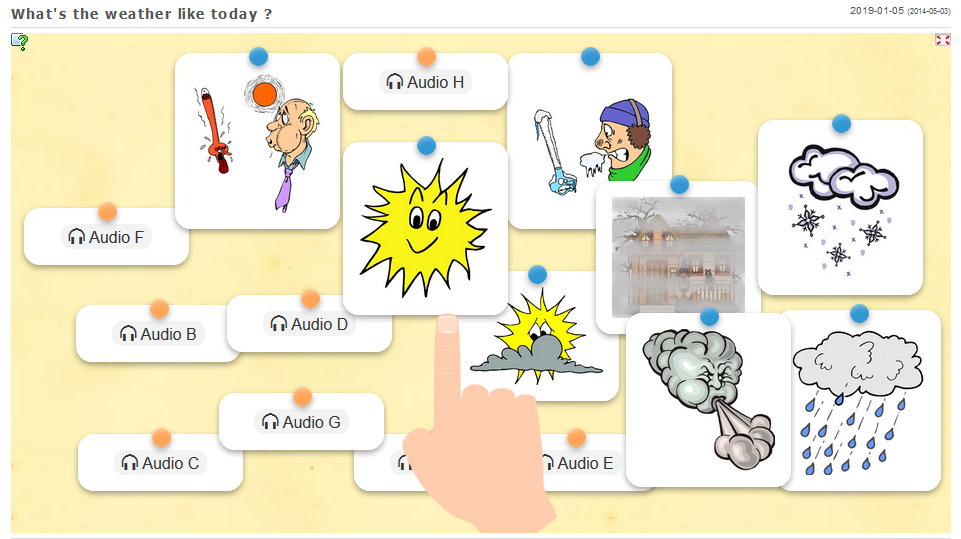 What's the weather like today ?
2019-01-05 (2014-05-03)
Audio H
Audio F
Audio B
Audio D
Audio G
Audio C
Audio E